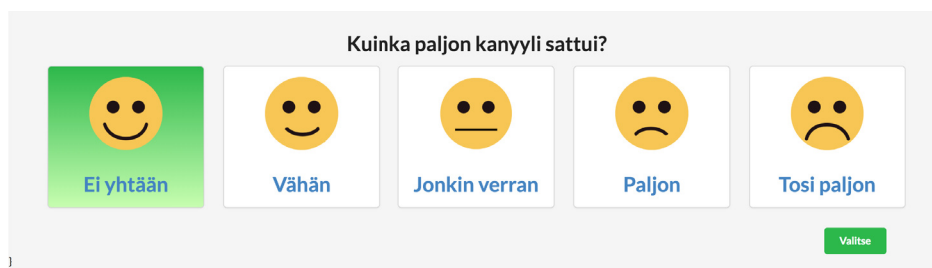 Kuinka paljon kanyyli sattui?
Ei yhtään
Vähän
Jonkin verran
Paljon
Tosi paljon
Valitse
}